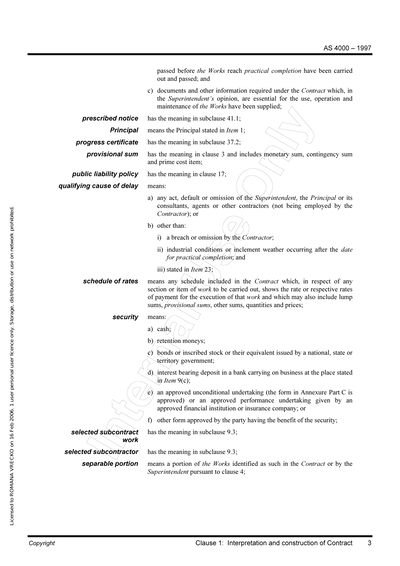 AS 4000 – 1997
passed before the Works reach practical completion have been carried
out and passed; and
c) documents and other information required under the Contract which, in
the Superintendent's opinion, are essential for the use, operation and
maintenance of the Works have been supplied;
prescribed notice has the meaning in subclause 41.1;
Principal means the Principal stated in Item 1;
progress certificate has the meaning in subclause 37.2;
provisional sum has the meaning in clause 3 and includes monetary sum, contingency sum
and prime cost item;
public liability policy has the meaning in clause 17;
qualifying cause of delay means:
a) any act, default or omission of the Superintendent, the Principal or its
consultants, agents or other contractors (not being employed by the
Contractor); or
b) other than:
i) a breach or omission by the Contractor;
ii) industrial conditions or inclement weather occurring after the date
for practical completion; and
iii) stated in Item 23;
schedule of rates means any schedule included in the Contract which, in respect of any
section or item of work to be carried out, shows the rate or respective rates
of payment for the execution of that work and which may also include lump
sums, provisional sums, other sums, quantities and prices;
security means:
a) cash;
b) retention moneys;
c) bonds or inscribed stock or their equivalent issued by a national, state or
territory government;
d) interest bearing deposit in a bank carrying on business at the place stated
in Item 9(c);
e) an approved unconditional undertaking (the form in Annexure Part C is
approved) or an approved performance undertaking given by an
approved financial institution or insurance company; or
f) other form approved by the party having the benefit of the security;
selected subcontract has the meaning in subclause 9.3;
work
selected subcontractor has the meaning in subclause 9.3;
separable portion means a portion of the Works identified as such in the Contract or by the
Superintendent pursuant to clause 4;
Copyright Clause 1: Interpretation and construction of Contract 3
Licensed to ROMANA VRECKO on 16 Feb 2006. 1 user personal user licence only. Storage, distribution or use on network prohibited.
Internal use Only